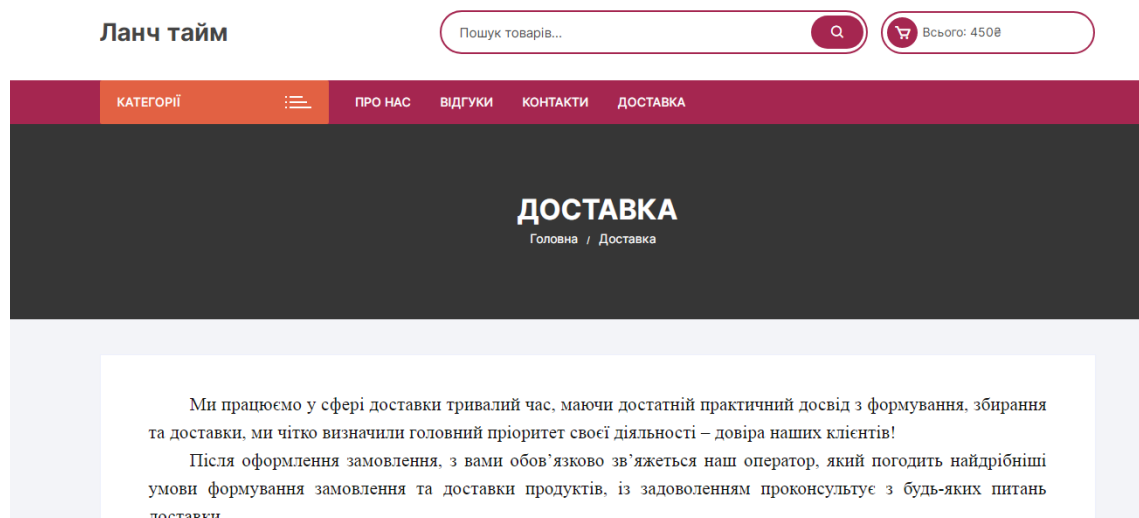 Ланч тайм
Пошук товарів...
Всього: 450₴
КАТЕГОРІЇ
ПРО НАС ВІДГУКИ КОНТАКТИ ДОСТАВКА
ДОСТАВКА
Головна / Доставка
Ми працюємо у сфері доставки тривалий час, маючи достатній практичний досвід з формування, збирання
та доставки, ми чітко визначили головний пріоритет своєї діяльності – довіра наших клієнтів!
Після оформлення замовлення, з вами обов’язково зв’яжеться наш оператор, який погодить найдрібніші
умови формування замовлення та доставки продуктів, із задоволенням проконсультує з будь-яких питань
доставки